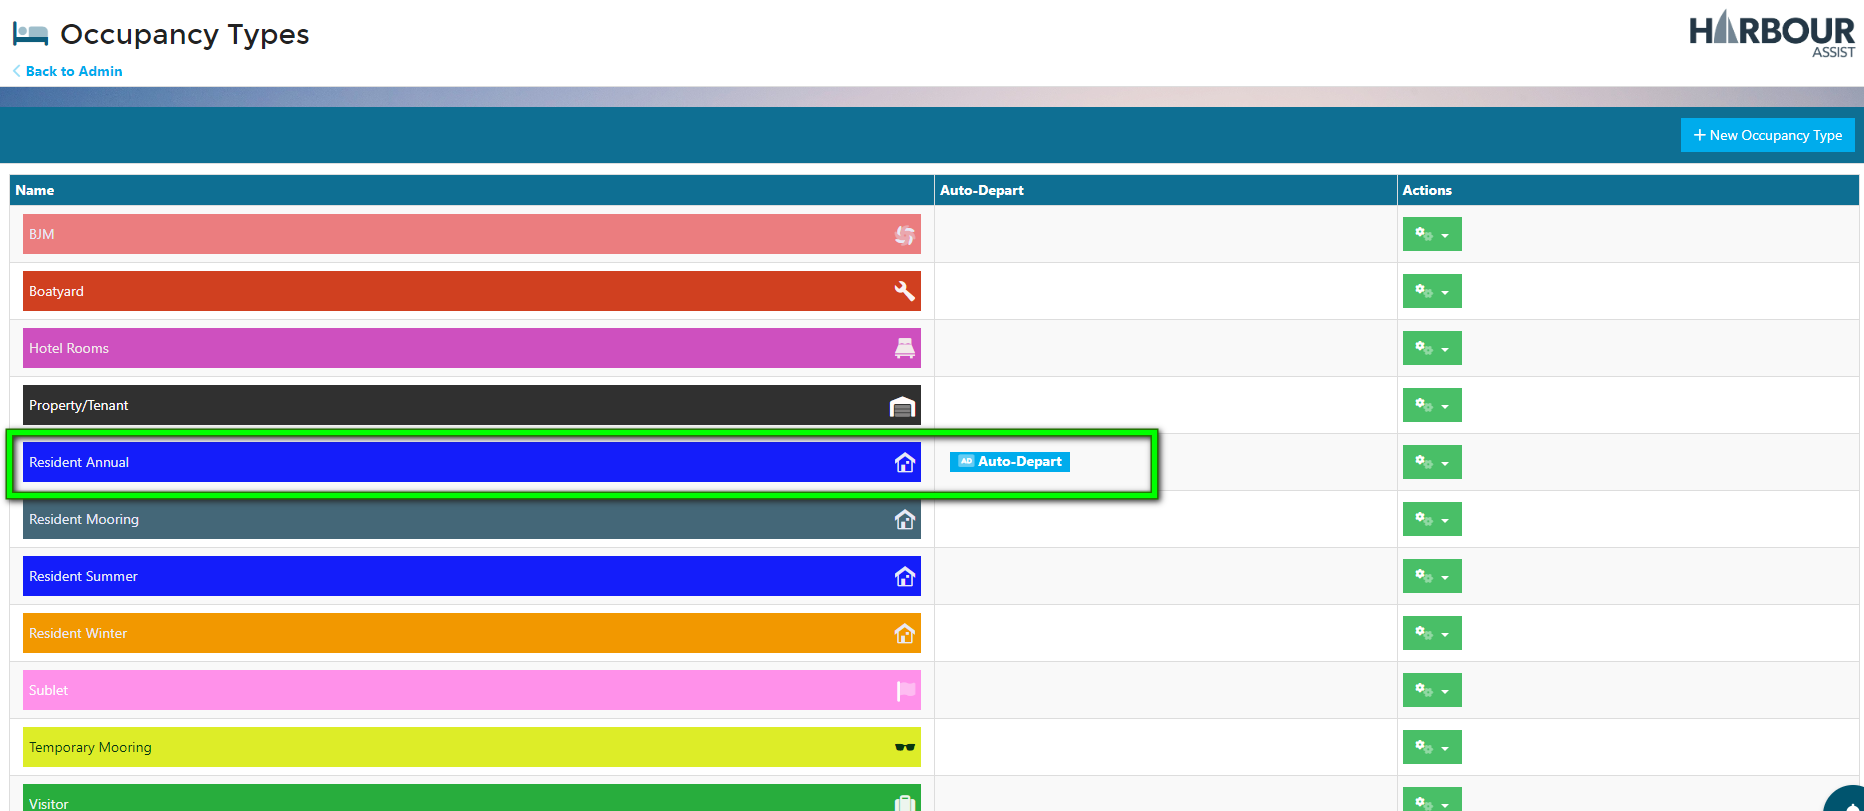 Occupancy Types
HARBOUR
ASSIST
Back to Admin
+ New Occupancy Type
Name Auto-Depart Actions
BJM
Boatyard
Hotel Rooms
Property/Tenant
Resident Annual AD Auto-Depart
Resident Mooring
Resident Summer
Resident Winter
Sublet
Temporary Mooring
Visitor